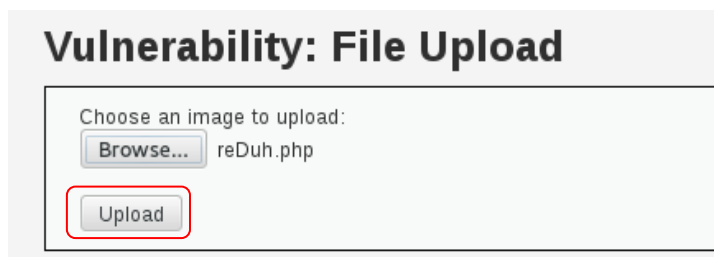 Vulnerability: File Upload
Choose an image to upload:
Browse... reDuh.php
Upload